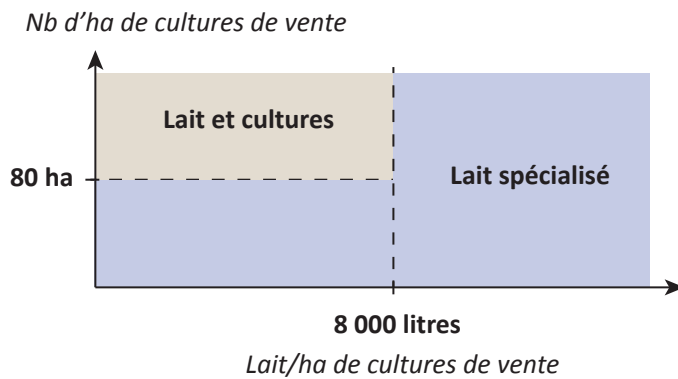 Nb d’ha de cultures de vente
Lait et cultures
80 ha
Lait spécialisé
8 000 litres
Lait/ha de cultures de vente